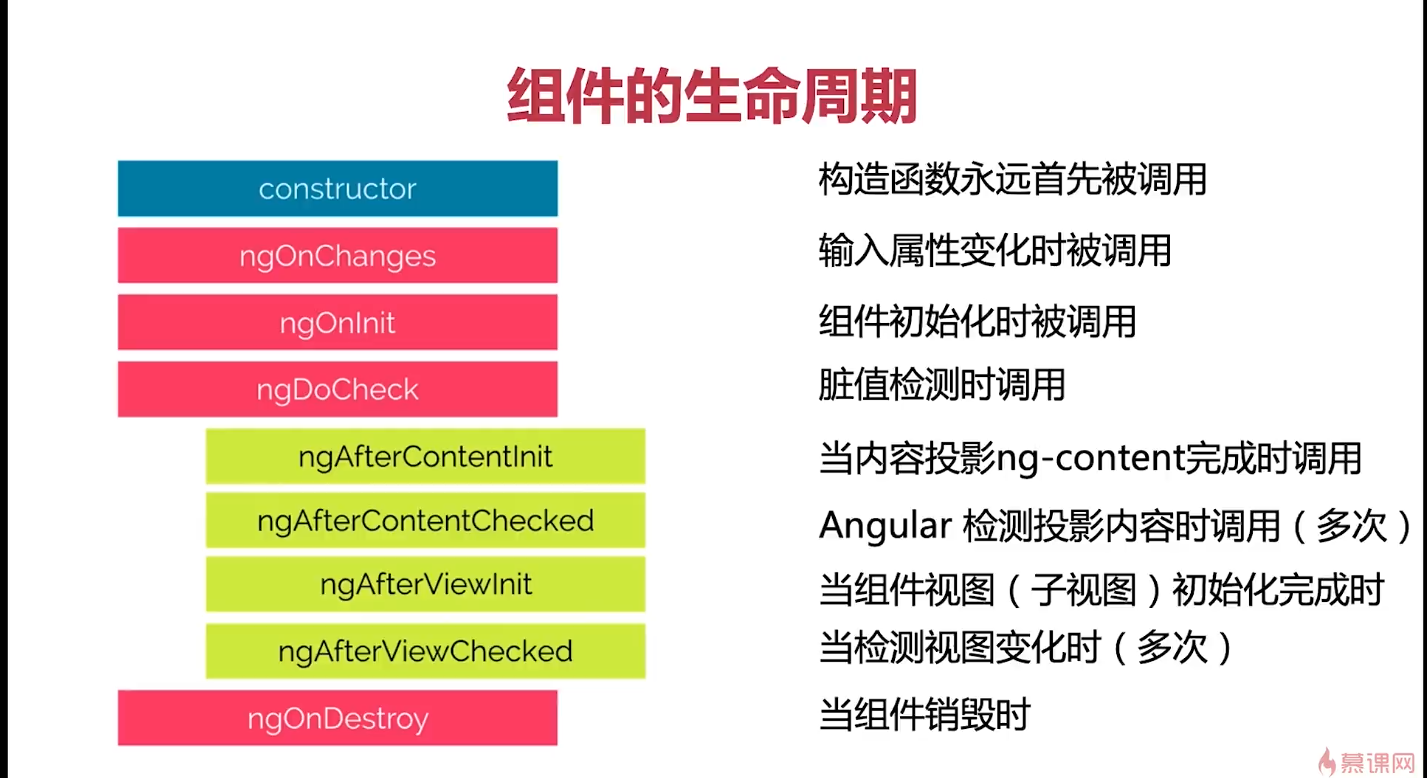 组件的生命周期
constructor
构造函数永远首先被调用
ngOnChanges
输入属性变化时被调用
ngOnInit
组件初始化时被调用
ngDoCheck
脏值检测时调用
ngAfterContentInit
当内容投影ng-content完成时调用
ngAfterContentChecked
Angular 检测投影内容时调用（多次）
ngAfterViewInit
当组件视图（子视图）初始化完成时
ngAfterViewChecked
当检测视图变化时（多次）
ngOnDestroy
当组件销毁时
慕课网